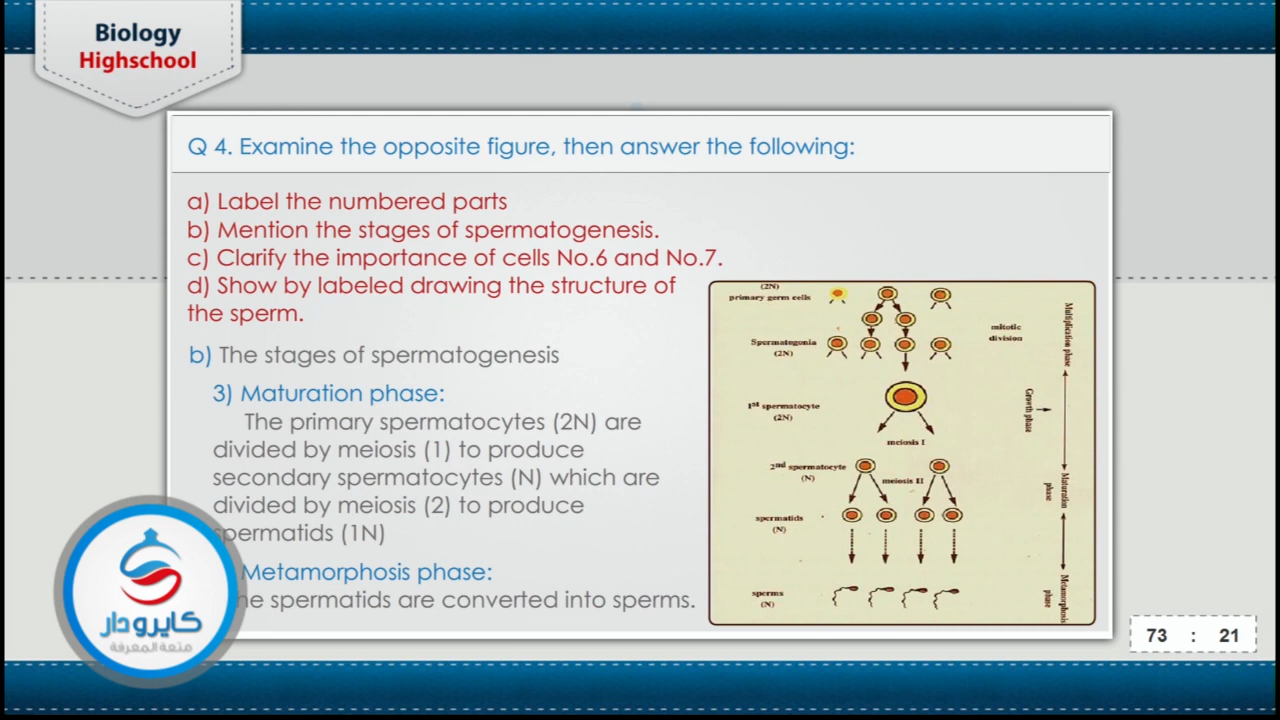 Biology
Highschool
Q 4. Examine the opposite figure, then answer the following:
a) Label the numbered parts
b) Mention the stages of spermatogenesis.
c) Clarify the importance of cells No.6 and No.7.
d) Show by labeled drawing the structure of
the sperm.
b) The stages of spermatogenesis
3) Maturation phase:
The primary spermatocytes (2N) are
divided by meiosis (1) to produce
secondary spermatocytes (N) which are
divided by meiosis (2) to produce
spermatids (1N)
Metamorphosis phase:
he spermatids are converted into sperms.
(2N)
primary germ cells
mitotic
division
Spermatogonia
(2N)
1st spermatocyte
(2N)
meiosis I
2nd spermatocyte
(N)
meiosis II
spermatids
(N)
sperms
(N)
Multiplication phase
Growth phase
Maturation
phase
Metamorphosis
phase
كايرودار
متعة المعرفة
73 : 21